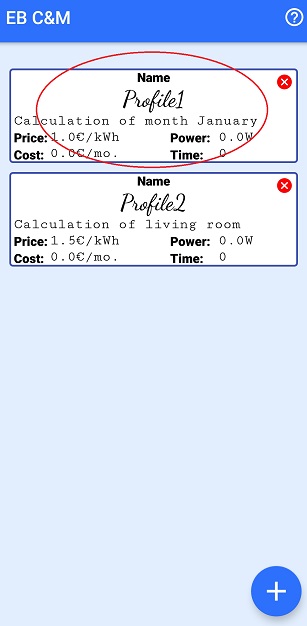 EB C&M
Name
Profile1
Calculation of month January
Price: 1.0€/kWh Power: 0.0W
Cost: 0.0€/mo. Time: 0
Name
Profile2
Calculation of living room
Price: 1.5€/kWh Power: 0.0W
Cost: 0.0€/mo. Time: 0